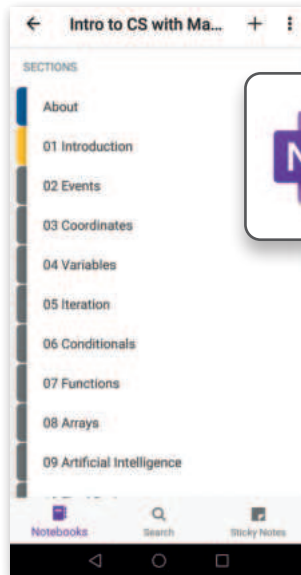 Intro to CS with Ma...
SECTIONS
About
01 Introduction
02 Events
03 Coordinates
04 Variables
05 Iteration
06 Conditionals
07 Functions
08 Arrays
09 Artificial Intelligence
N
Notebooks Search Sticky Notes